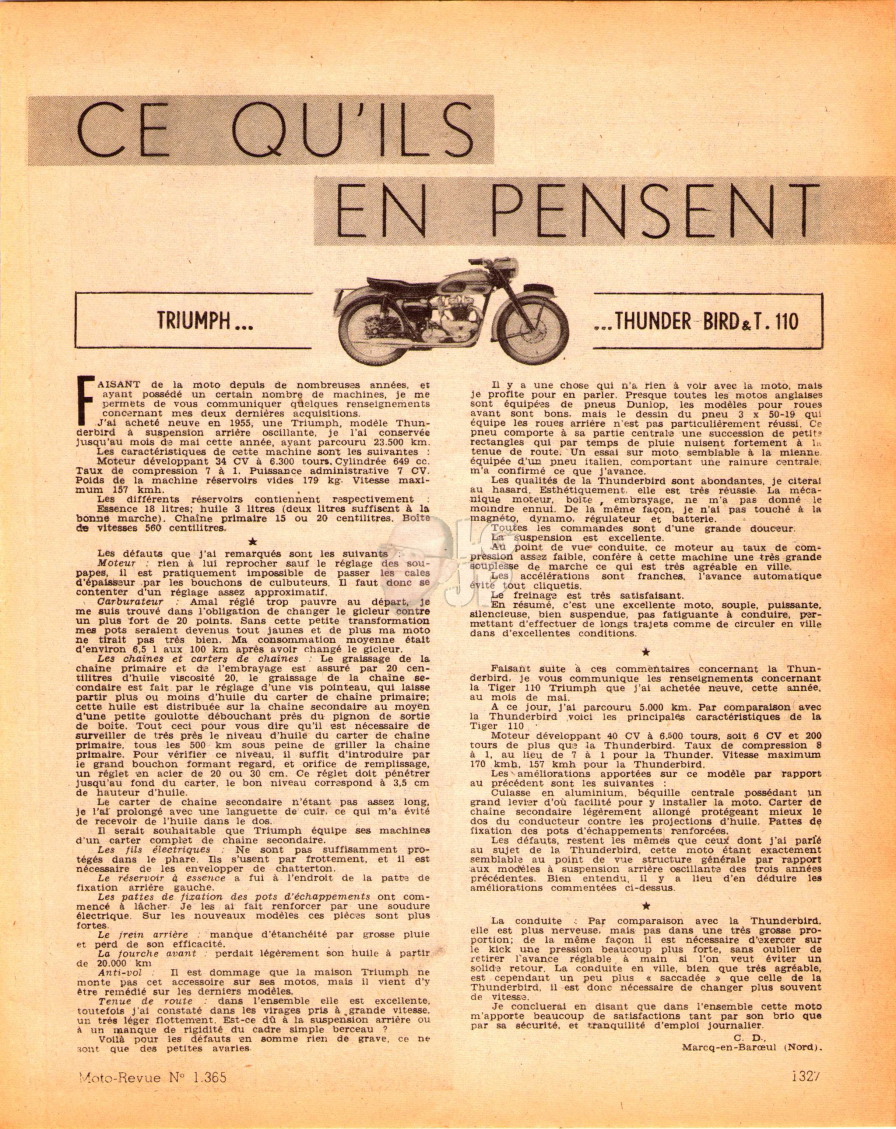 CE QU'ILS
EN PENSENT
TRIUMPH...
...THUNDER-BIRD & T. 110
FAISANT de la moto depuis de nombreuses années, et
ayant possédé un certain nombre de machines, je me
permets de vous communiquer quelques renseignements
concernant mes deux dernières acquisitions.
J'ai acheté neuve en 1955, une Triumph, modèle Thun-
derbird à suspension arrière oscillante, je l'ai conservée
jusqu'au mois de mai cette année, ayant parcouru 23.500 km.
Les caractéristiques de cette machine sont les suivantes :
Moteur développant 34 CV à 6.300 tours. Cylindrée 649 cc.
Taux de compression 7 à 1. Puissance administrative 7 CV.
Poids de la machine réservoirs vides 179 kg. Vitesse maxi-
mum 157 kmh.
Les différents réservoirs contiennent respectivement :
Essence 18 litres; huile 3 litres (deux litres suffisent à la
bonne marche). Chaîne primaire 15 ou 20 centilitres. Boîte
de vitesses 560 centilitres.
★
Les défauts que j'ai remarqués sont les suivants :
Moteur : rien à lui reprocher sauf le réglage des sou-
papes, il est pratiquement impossible de passer les cales
d'épaisseur par les bouchons de culbuteurs. Il faut donc se
contenter d'un réglage assez approximatif.
Carburateur : Amal réglé trop pauvre au départ, je
me suis trouvé dans l'obligation de changer le gicleur contre
un plus fort de 20 points. Sans cette petite transformation
mes pots seraient devenus tout jaunes et de plus ma moto
ne tirait pas très bien. Ma consommation moyenne était
d'environ 6,5 l aux 100 km après avoir changé le gicleur.
Les chaînes et carters de chaînes : Le graissage de la
chaîne primaire et de l'embrayage est assuré par 20 cen-
tilitres d'huile viscosité 20, le graissage de la chaîne se-
condaire est fait par le réglage d'une vis pointeau, qui laisse
partir plus ou moins d'huile du carter de chaîne primaire;
cette huile est distribuée sur la chaîne secondaire au moyen
d'une petite goulotte débouchant près du pignon de sortie
de boîte. Tout ceci pour vous dire qu'il est nécessaire de
surveiller de très près le niveau d'huile du carter de chaîne
primaire, tous les 500 km sous peine de griller la chaîne
primaire. Pour vérifier ce niveau, il suffit d'introduire par
le grand bouchon formant regard, et orifice de remplissage,
un réglet en acier de 20 ou 30 cm. Ce réglet doit pénétrer
jusqu'au fond du carter, le bon niveau correspond à 3,5 cm
de hauteur d'huile.
Le carter de chaîne secondaire n'étant pas assez long,
je l'ai prolongé avec une languette de cuir, ce qui m'a évité
de recevoir de l'huile dans le dos.
Il serait souhaitable que Triumph équipe ses machines
d'un carter complet de chaîne secondaire.
Les fils électriques : Ne sont pas suffisamment pro-
tégés dans le phare. Ils s'usent par frottement, et il est
nécessaire de les envelopper de chatterton.
Le réservoir à essence a fui à l'endroit de la patte de
fixation arrière gauche.
Les pattes de fixation des pots d'échappements ont com-
mencé à lâcher. Je les ai fait renforcer par une soudure
électrique. Sur les nouveaux modèles ces pièces sont plus
fortes.
Le frein arrière : manque d'étanchéité par grosse pluie
et perd de son efficacité.
La fourche avant : perdait légèrement son huile à partir
de 20.000 km
Anti-vol : Il est dommage que la maison Triumph ne
monte pas cet accessoire sur ses motos, mais il vient d'y
être remédié sur les derniers modèles.
Tenue de route : dans l'ensemble elle est excellente,
toutefois j'ai constaté dans les virages pris à grande vitesse,
un très léger flottement. Est-ce dû à la suspension arrière ou
à un manque de rigidité du cadre simple berceau ?
Voilà pour les défauts en somme rien de grave, ce ne
sont que des petites avaries.
Il y a une chose qui n'a rien à voir avec la moto, mais
je profite pour en parler. Presque toutes les motos anglaises
sont équipées de pneus Dunlop, les modèles pour roues
avant sont bons, mais le dessin du pneu 3 x 50-19 qui
équipe les roues arrière n'est pas particulièrement réussi. Ce
pneu comporte à sa partie centrale une succession de petits
rectangles qui par temps de pluie nuisent fortement à la
tenue de route. Un essai sur moto semblable à la mienne,
équipée d'un pneu italien, comportant une rainure centrale,
m'a confirmé ce que j'avance.
Les qualités de la Thunderbird sont abondantes, je citerai
au hasard. Esthétiquement, elle est très réussie. La méca-
nique moteur, boîte, embrayage, ne m'a pas donné le
moindre ennui. De la même façon, je n'ai pas touché à la
magnéto, dynamo, régulateur et batterie.
Toutes les commandes sont d'une grande douceur.
La suspension est excellente.
Au point de vue conduite, ce moteur au taux de com-
pression assez faible, confère à cette machine une très grande
souplesse de marche ce qui est très agréable en ville.
Les accélérations sont franches, l'avance automatique
évite tout cliquetis.
Le freinage est très satisfaisant.
En résumé, c'est une excellente moto, souple, puissante,
silencieuse, bien suspendue, pas fatiguante à conduire, per-
mettant d'effectuer de longs trajets comme de circuler en ville
dans d'excellentes conditions.
★
Faisant suite à ces commentaires concernant la Thun-
derbird, je vous communique les renseignements concernant
la Tiger 110 Triumph que j'ai achetée neuve, cette année,
au mois de mai.
A ce jour, j'ai parcouru 5.000 km. Par comparaison avec
la Thunderbird voici les principales caractéristiques de la
Tiger 110
Moteur développant 40 CV à 6.500 tours, soit 6 CV et 200
tours de plus que la Thunderbird. Taux de compression 8
à 1, au lieu de 7 à 1 pour la Thunder. Vitesse maximum
170 kmh, 157 kmh pour la Thunderbird.
Les améliorations apportées sur ce modèle par rapport
au précédent sont les suivantes :
Culasse en aluminium, béquille centrale possédant un
grand levier d'où facilité pour y installer la moto. Carter de
chaîne secondaire légèrement allongé protégeant mieux le
dos du conducteur contre les projections d'huile. Pattes de
fixation des pots d'échappements renforcées.
Les défauts, restent les mêmes que ceux dont j'ai parlé
au sujet de la Thunderbird, cette moto étant exactement
semblable au point de vue structure générale par rapport
aux modèles à suspension arrière oscillante des trois années
précédentes. Bien entendu, il y a lieu d'en déduire les
améliorations commentées ci-dessus.
★
La conduite : Par comparaison avec la Thunderbird,
elle est plus nerveuse, mais pas dans une très grosse pro-
portion; de la même façon il est nécessaire d'exercer sur
le kick une pression beaucoup plus forte, sans oublier de
retirer l'avance réglable à main si l'on veut éviter un
solide retour. La conduite en ville, bien que très agréable,
est cependant un peu plus « saccadée » que celle de la
Thunderbird, il est donc nécessaire de changer plus souvent
de vitesse.
Je concluerai en disant que dans l'ensemble cette moto
m'apporte beaucoup de satisfactions tant par son brio que
par sa sécurité, et tranquilité d'emploi journalier.
C. D.,
Marcq-en-Barœul (Nord).
Moto-Revue N° 1.365
1327